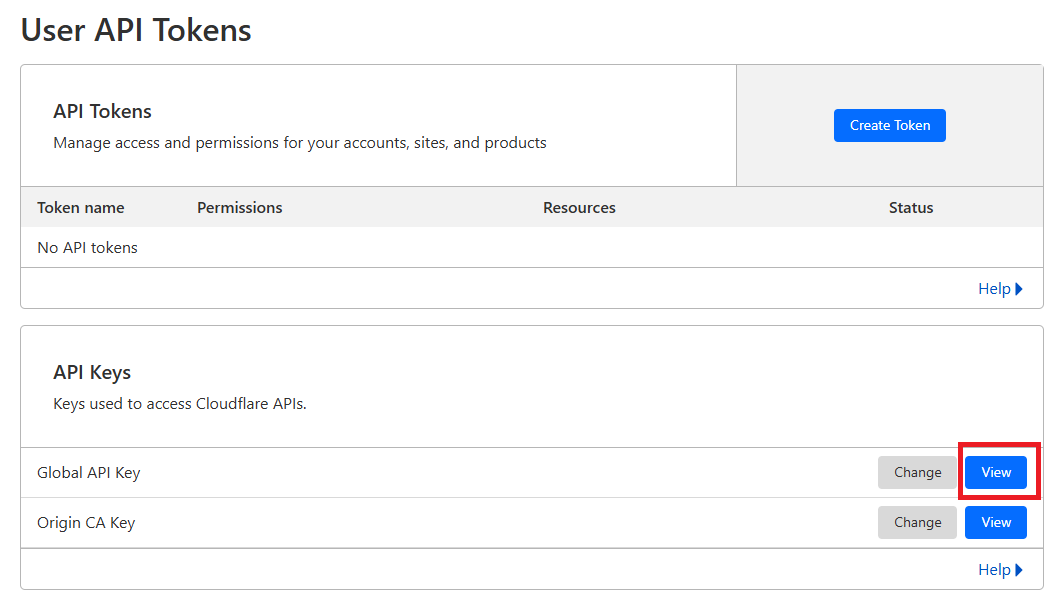 User API Tokens
API Tokens
Manage access and permissions for your accounts, sites, and products
Create Token
Token name Permissions Resources Status
No API tokens
Help
API Keys
Keys used to access Cloudflare APIs.
Global API Key Change View
Origin CA Key Change View
Help